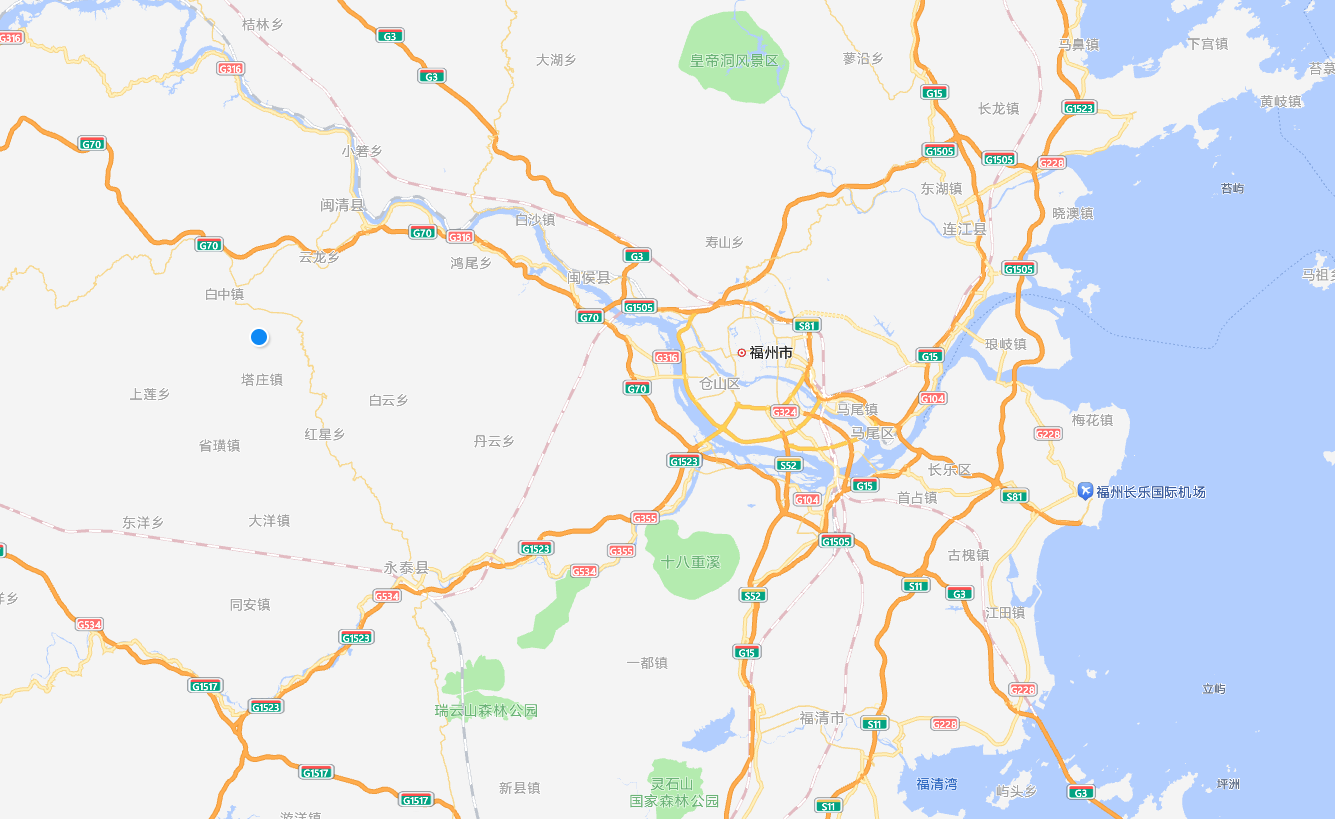 桔林乡
G3
G316
大湖乡
皇帝洞风景区
蓼沿乡
马鼻镇
下宫镇
G316
G3
苔菉
G15
长龙镇
G1523
黄岐镇
G70
小箬乡
G1505
G1505
G228
东湖镇
苔屿
闽清县
白沙镇
晓澳镇
G70
G316
连江县
G70
寿山乡
云龙乡
鸿尾乡
G3
G1505
马祖乡
闽侯县
白中镇
G1505
G70
S81
琅岐镇
福州市
G316
G15
塔庄镇
仓山区
G70
上莲乡
白云乡
G104
G324
马尾镇
梅花镇
红星乡
丹云乡
马尾区
G228
省璜镇
G1523
S52
长乐区
G15
福州长乐国际机场
首占镇
S81
G104
东洋乡
大洋镇
G355
G1505
G1523
G355
古槐镇
十八重溪
永泰县
G534
S11
G3
洋乡
G534
S52
同安镇
江田镇
G534
G1523
G15
一都镇
G1517
G228
立屿
G1523
瑞云山森林公园
福清市
S11
G228
G1517
灵石山
国家森林公园
福清湾
坪洲
新县镇
屿头乡
G3
G1517
S11
游洋镇